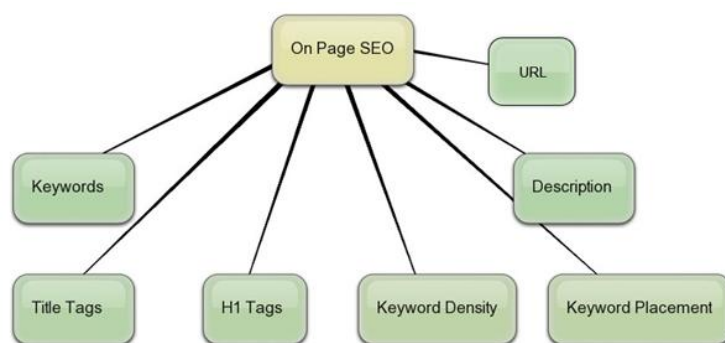 On Page SEO
URL
Keywords
Description
Title Tags
H1 Tags
Keyword Density
Keyword Placement